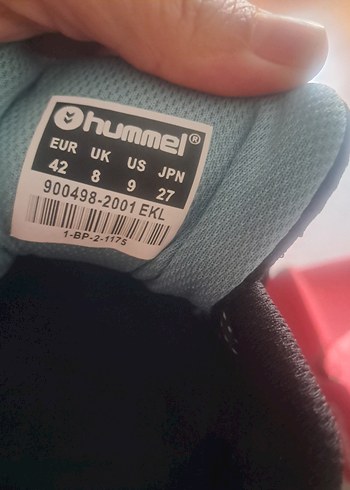 hummel®
EUR UK US JPN
42 8 9 27
900498-2001 EKL
1-BP-2-1175